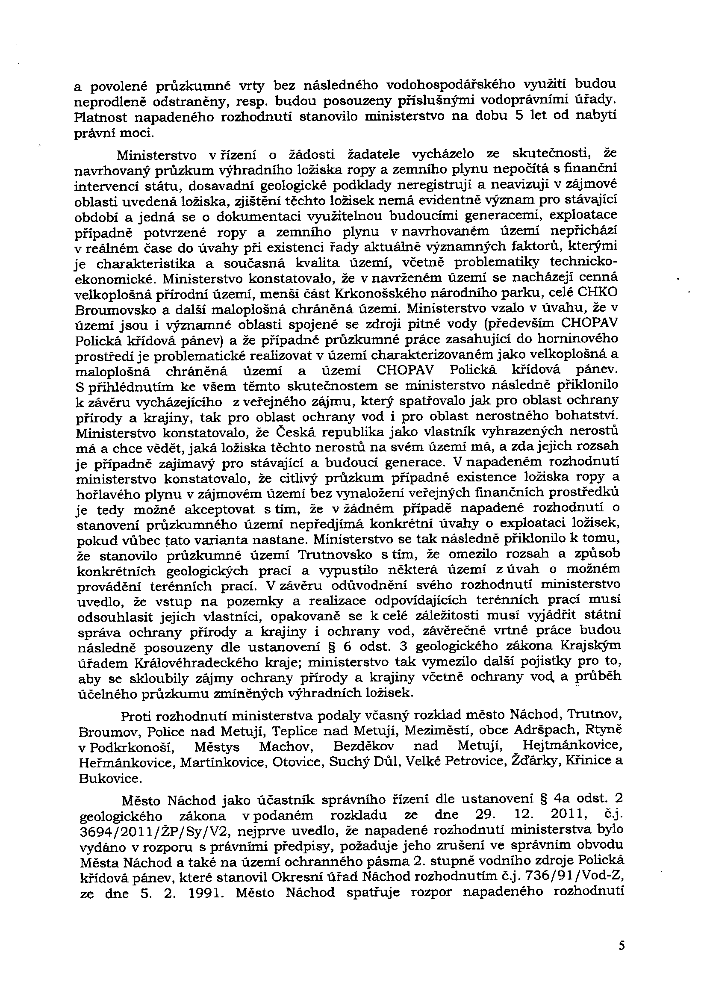 a povolené průzkumné vrty bez následného vodohospodářského využití budou
neprodleně odstraněny, resp. budou posouzeny příslušnými vodoprávními úřady.
Platnost napadeného rozhodnutí stanovilo ministerstvo na dobu 5 let od nabytí
právní moci.
Ministerstvo v řízení o žádosti žadatele vycházelo ze skutečnosti, že
navrhovaný průzkum výhradního ložiska ropy a zemního plynu nepočítá s finanční
intervencí státu, dosavadní geologické podklady neregistrují a neavizují v zájmové
oblasti uvedená ložiska, zjištění těchto ložisek nemá evidentně význam pro stávající
období a jedná se o dokumentaci využitelnou budoucími generacemi, exploatace
případně potvrzené ropy a zemního plynu v navrhovaném území nepřichází
v reálném čase do úvahy při existenci řady aktuálně významných faktorů, kterými
je charakteristika a současná kvalita území, včetně problematiky technicko-
ekonomické. Ministerstvo konstatovalo, že v navrženém území se nacházejí cenná
velkoplošná přírodní území, menší část Krkonošského národního parku, celé CHKO
Broumovsko a další maloplošná chráněná území. Ministerstvo vzalo v úvahu, že v
území jsou i významné oblasti spojené se zdroji pitné vody (především CHOPAV
Polická křídová pánev) a že případné průzkumné práce zasahující do horninového
prostředí je problematické realizovat v území charakterizovaném jako velkoplošná a
maloplošná chráněná území a území CHOPAV Polická křídová pánev.
S přihlédnutím ke všem těmto skutečnostem se ministerstvo následně přiklonilo
k závěru vycházejícího z veřejného zájmu, který spatřovalo jak pro oblast ochrany
přírody a krajiny, tak pro oblast ochrany vod i pro oblast nerostného bohatství.
Ministerstvo konstatovalo, že Česká republika jako vlastník vyhrazených nerostů
má a chce vědět, jaká ložiska těchto nerostů na svém území má, a zda jejich rozsah
je případně zajímavý pro stávající a budoucí generace. V napadeném rozhodnutí
ministerstvo konstatovalo, že citlivý průzkum případné existence ložiska ropy a
hořlavého plynu v zájmovém území bez vynaložení veřejných finančních prostředků
je tedy možné akceptovat s tím, že v žádném případě napadené rozhodnutí o
stanovení průzkumného území nepředjímá konkrétní úvahy o exploataci ložisek,
pokud vůbec tato varianta nastane. Ministerstvo se tak následně přiklonilo k tomu,
že stanovilo průzkumné území Trutnovsko s tím, že omezilo rozsah a způsob
konkrétních geologických prací a vypustilo některá území z úvah o možném
provádění terénních prací. V závěru odůvodnění svého rozhodnutí ministerstvo
uvedlo, že vstup na pozemky a realizace odpovídajících terénních prací musí
odsouhlasit jejich vlastníci, opakovaně se k celé záležitosti musí vyjádřit státní
správa ochrany přírody a krajiny i ochrany vod, závěrečné vrtné práce budou
následně posouzeny dle ustanovení § 6 odst. 3 geologického zákona Krajským
úřadem Královéhradeckého kraje; ministerstvo tak vymezilo další pojistky pro to,
aby se skloubily zájmy ochrany přírody a krajiny včetně ochrany vod, a průběh
účelného průzkumu zmíněných výhradních ložisek.
Proti rozhodnutí ministerstva podaly včasný rozklad město Náchod, Trutnov,
Broumov, Police nad Metují, Teplice nad Metují, Meziměstí, obce Adršpach, Rtyně
v Podkrkonoší, Městys Machov, Bezděkov nad Metují, Hejtmánkovice,
Heřmánkovice, Martínkovice, Otovice, Suchý Důl, Velké Petrovice, Žďárky, Křinice a
Bukovice.
Město Náchod jako účastník správního řízení dle ustanovení § 4a odst. 2
geologického zákona v podaném rozkladu ze dne 29. 12. 2011, č.j.
3694/2011/ŽP/Sy/V2, nejprve uvedlo, že napadené rozhodnutí ministerstva bylo
vydáno v rozporu s právními předpisy, požaduje jeho zrušení ve správním obvodu
Města Náchod a také na území ochranného pásma 2. stupně vodního zdroje Polická
křídová pánev, které stanovil Okresní úřad Náchod rozhodnutím č.j. 736/91/Vod-Z,
ze dne 5. 2. 1991. Město Náchod spatřuje rozpor napadeného rozhodnutí
5